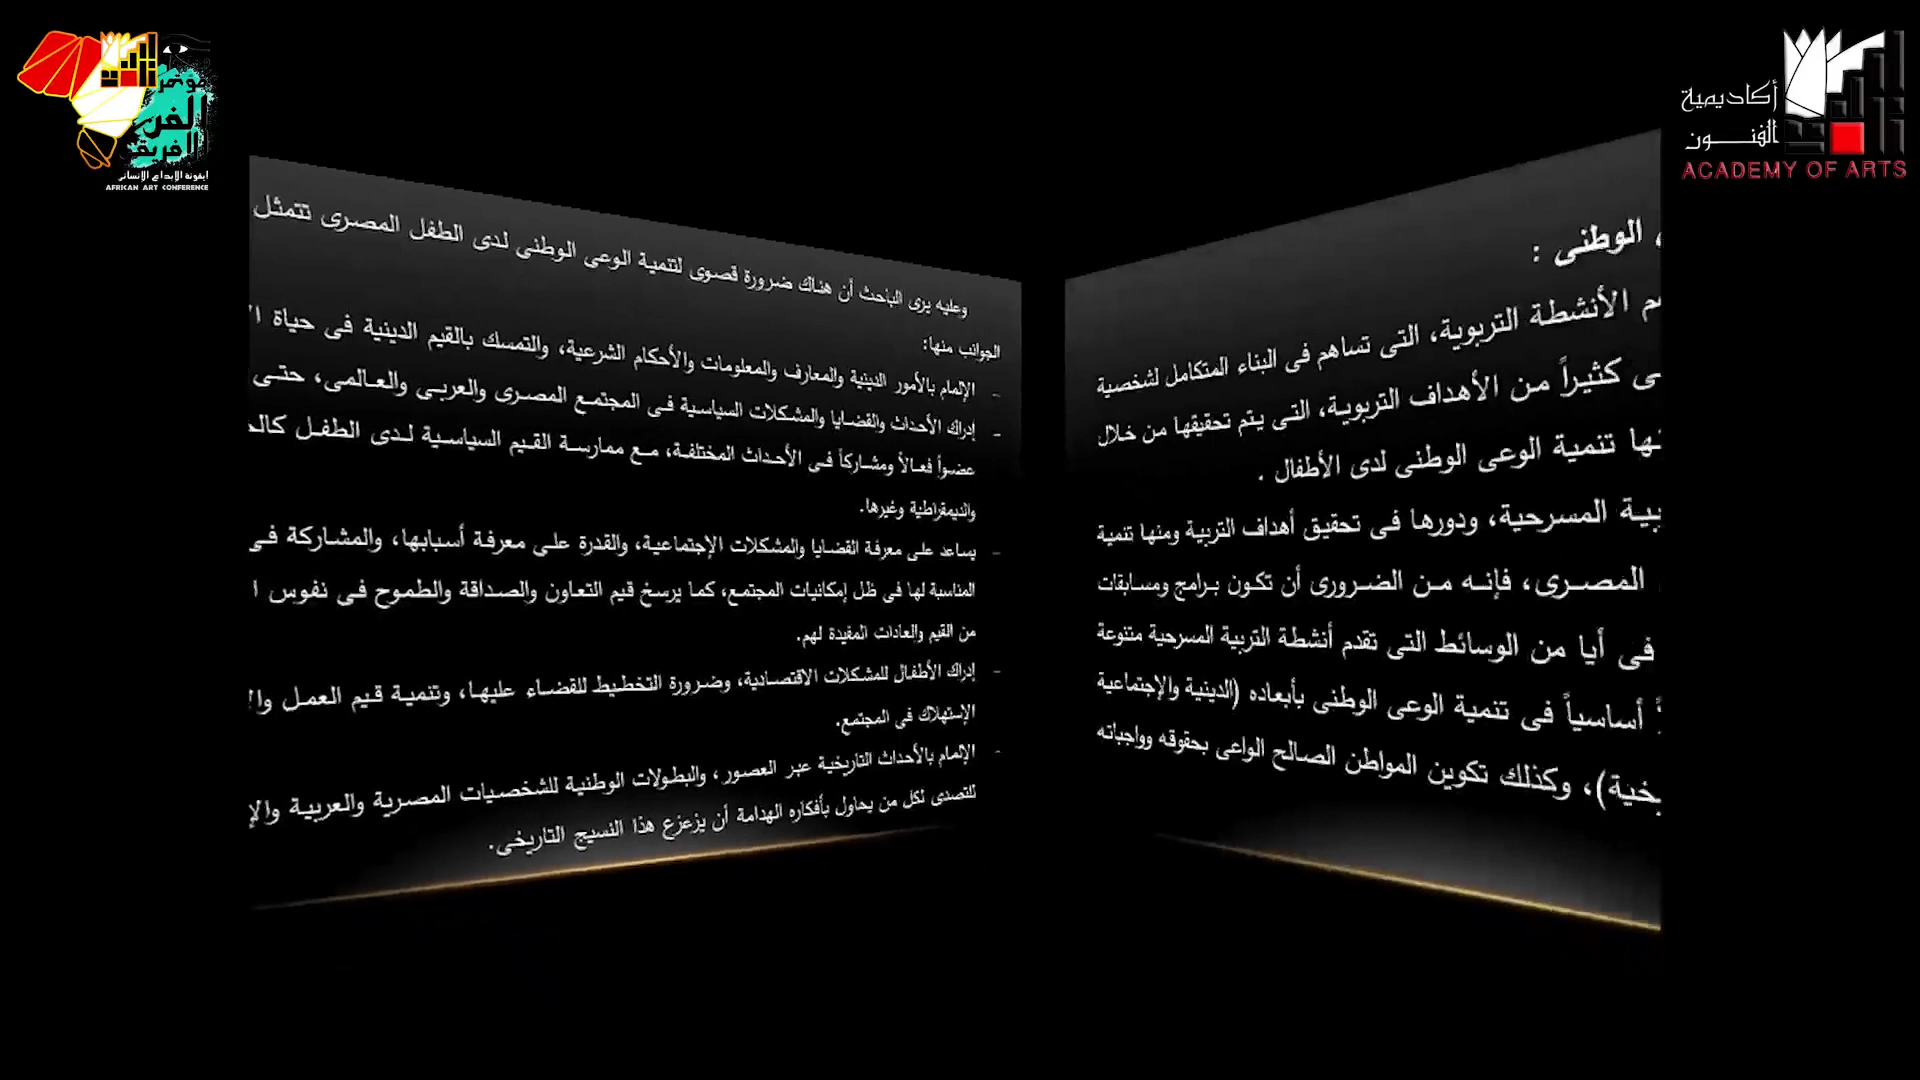 مؤتمر
الفن
الافريقى
ايقونة الإبداع الإنسانى
AFRICAN ART CONFERENCE
أكاديمية
الفنون
ACADEMY OF ARTS
وعليه يرى الباحث أن هناك ضرورة قصوى لتنمية الوعى الوطنى لدى الطفل المصرى تتمثل
الجوانب منها:
- الإلمام بالأمور الدينية والمعارف والمعلومات والأحكام الشرعية، والتمسك بالقيم الدينية فى حياة
- إدراك الأحداث والقضايا والمشكلات السياسية فى المجتمع المصرى والعربى والعالمى، حتى
عضواً فعالاً ومشاركاً فى الأحداث المختلفة، مع ممارسة القيم السياسية لدى الطفل
والديمقراطية وغيرها.
- يساعد على معرفة القضايا والمشكلات الإجتماعية، والقدرة على معرفة أسبابها، والمشاركة فى
المناسبة لها فى ظل إمكانيات المجتمع، كما يرسخ قيم التعاون والصداقة والطموح فى نفوس
من القيم والعادات المفيدة لهم.
- إدراك الأطفال للمشكلات الاقتصادية، وضرورة التخطيط للقضاء عليها، وتنمية قيم العمل
الإستهلاك فى المجتمع.
- الإلمام بالأحداث التاريخية عبر العصور، والبطولات الوطنية للشخصيات المصرية والعربية
للتصدى لكل من يحاول بأفكاره الهدامة أن يزعزع هذا النسيج التاريخى.
الوطنى :
الأنشطة التربوية، التى تساهم فى البناء المتكامل لشخصية
كثيراً من الأهداف التربوية، التى يتم تحقيقها من خلال
تنمية الوعى الوطنى لدى الأطفال .
المسرحية، ودورها فى تحقيق أهداف التربية ومنها تنمية
المصرى، فإنه من الضرورى أن تكون برامج ومسابقات
فى أيا من الوسائط التى تقدم أنشطة التربية المسرحية متنوعة
أساسياً فى تنمية الوعى الوطنى بأبعاده (الدينية والإجتماعية
وكذلك تكوين المواطن الصالح الواعى بحقوقه وواجباته